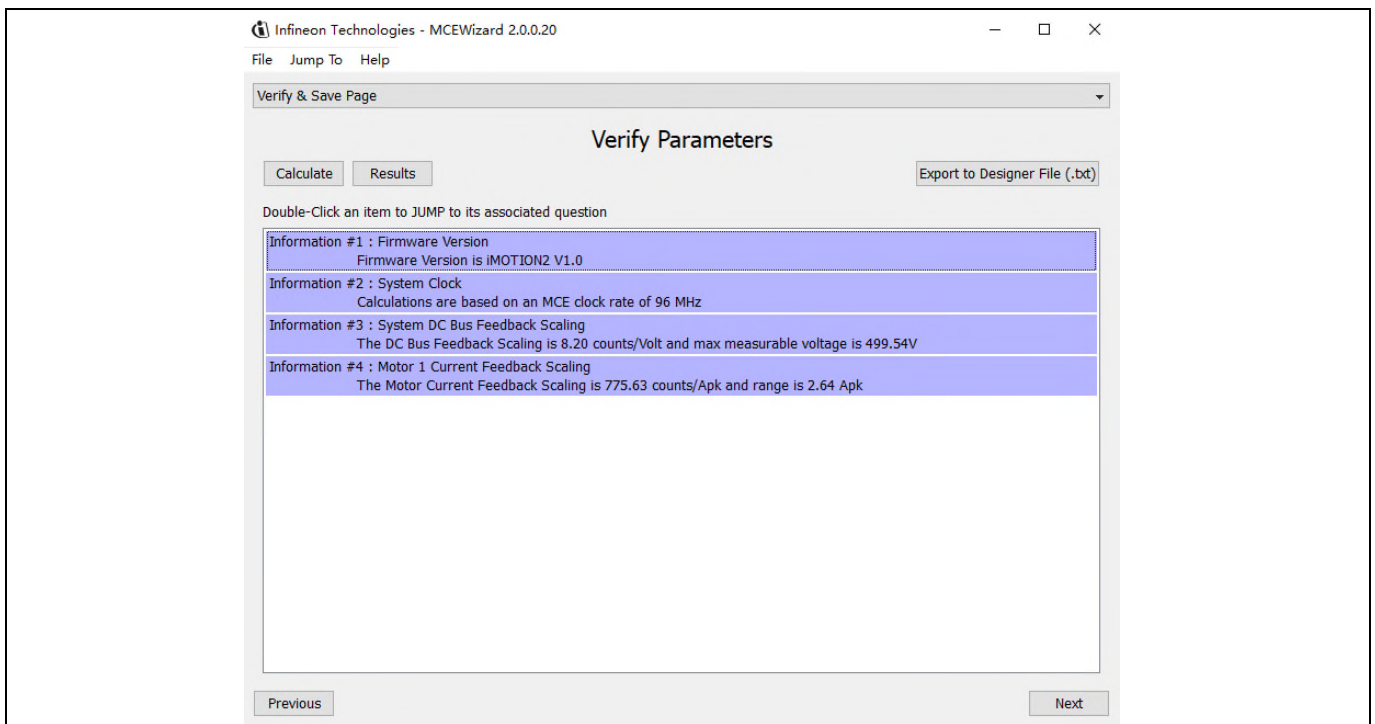 Infineon Technologies - MCEWizard 2.0.0.20
File Jump To Help
Verify & Save Page
Verify Parameters
Calculate Results Export to Designer File (.txt)
Double-Click an item to JUMP to its associated question
Information #1 : Firmware Version
Firmware Version is iMOTION2 V1.0
Information #2 : System Clock
Calculations are based on an MCE clock rate of 96 MHz
Information #3 : System DC Bus Feedback Scaling
The DC Bus Feedback Scaling is 8.20 counts/Volt and max measurable voltage is 499.54V
Information #4 : Motor 1 Current Feedback Scaling
The Motor Current Feedback Scaling is 775.63 counts/Apk and range is 2.64 Apk
Previous Next